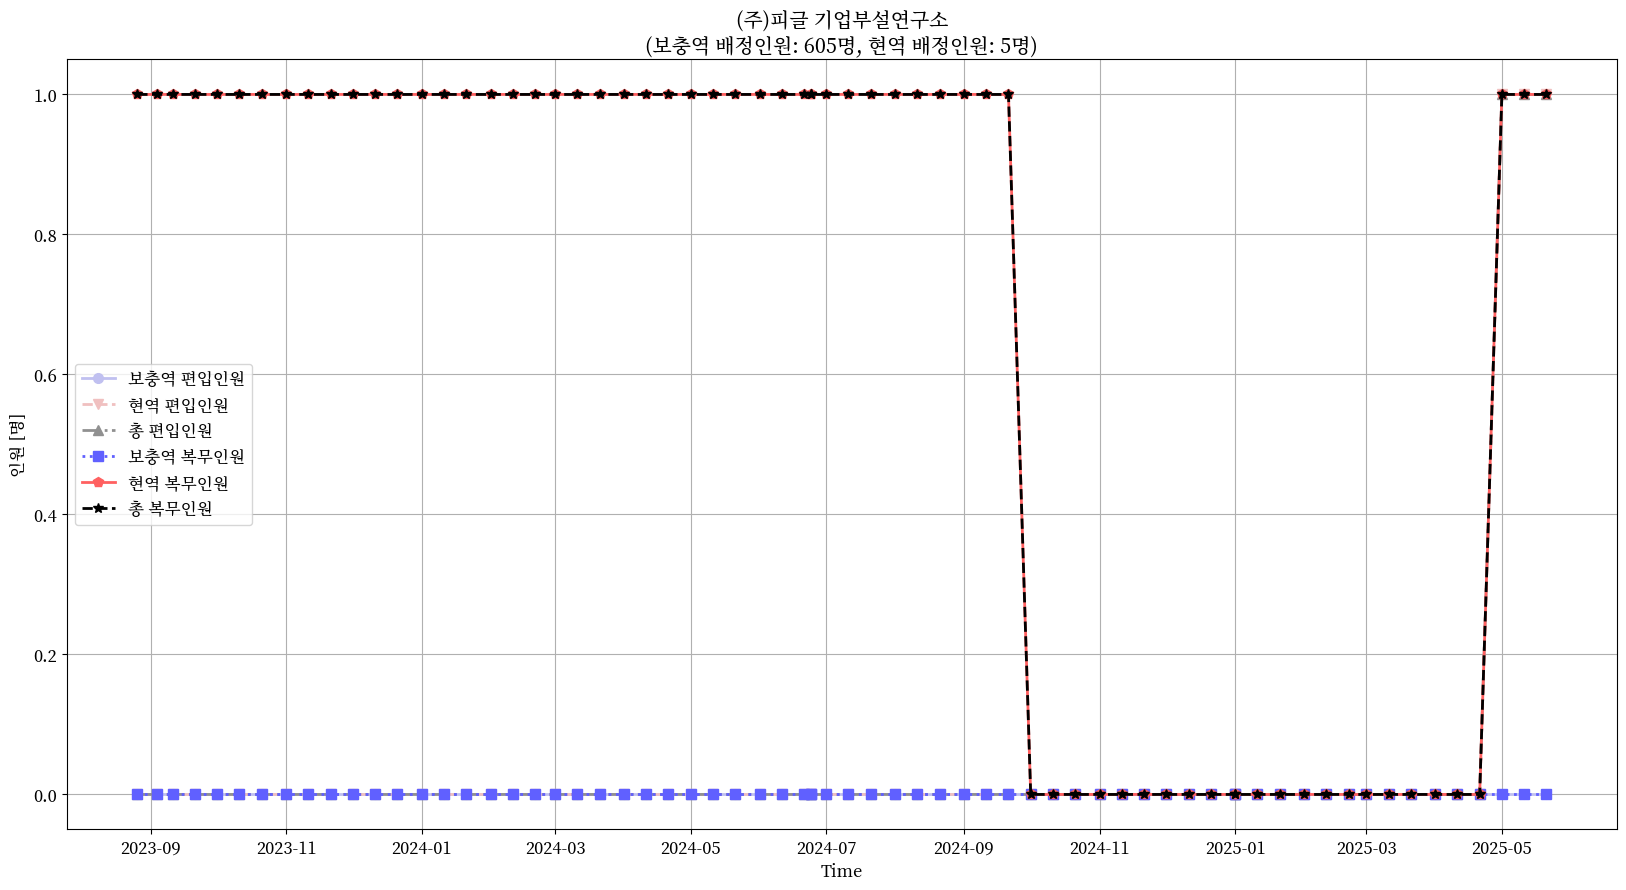 (주)피글 기업부설연구소
(보충역 배정인원: 605명, 현역 배정인원: 5명)
1.0
0.8
0.6
0.4
0.2
0.0
인원 [명]
보충역 편입인원
현역 편입인원
총 편입인원
보충역 복무인원
현역 복무인원
총 복무인원
2023-09
2023-11
2024-01
2024-03
2024-05
2024-07
2024-09
2024-11
2025-01
2025-03
2025-05
Time